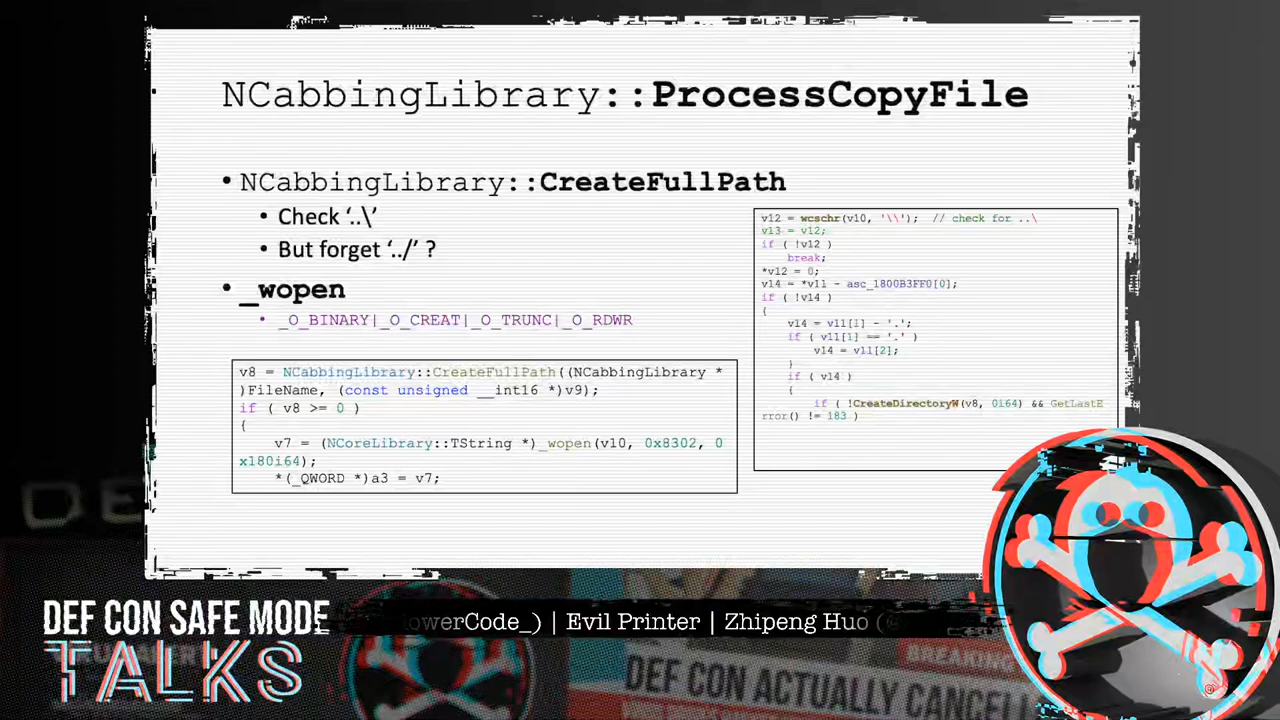 NCabbingLibrary::ProcessCopyFile
• NCabbingLibrary::CreateFullPath
• Check ‘..\’
• But forget ‘../’ ?
• _wopen
• _O_BINARY|_O_CREAT|_O_TRUNC|_O_RDWR
v8 = NCabbingLibrary::CreateFullPath((NCabbingLibrary *
)FileName, (const unsigned __int16 *)v9);
if ( v8 >= 0 )
{
v7 = (NCoreLibrary::TString *)_wopen(v10, 0x8302, 0
x180i64);
*(_QWORD *)a3 = v7;
v12 = wcschr(v10, '\\'); // check for ..\
v13 = v12;
if ( !v12 )
break;
*v12 = 0;
v14 = *v11 - asc_1800B3FF0[0];
if ( !v14 )
{
v14 = v11[1] - '.';
if ( v11[1] == '.' )
v14 = v11[2];
}
if ( v14 )
{
if ( !CreateDirectoryW(v8, 0i64) && GetLastE
rror() != 183 )
DEF CON SAFE MODE
TALKS
owerCode_) | Evil Printer | Zhipeng Huo (
DEF CON ACTUALLY CANCELL